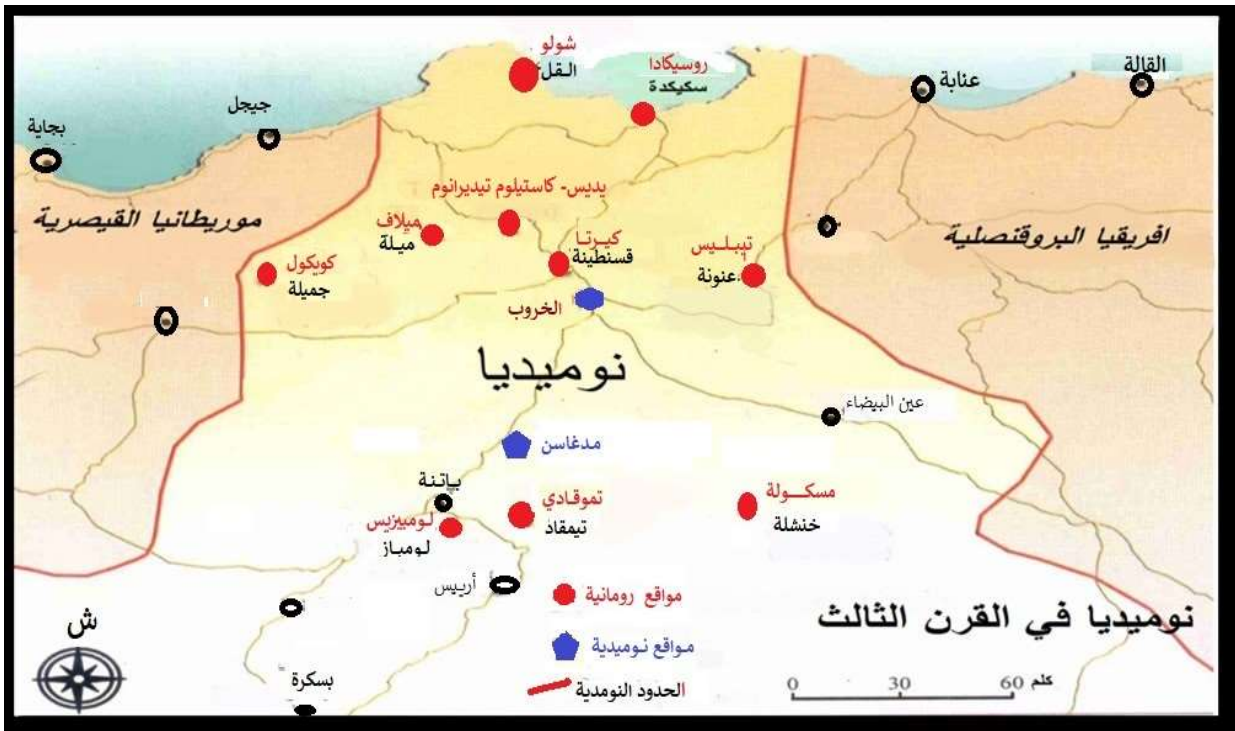 شولو
القل
روسيكادا
سكيكدة
عنابة
القالة
جيجل
بجاية
يديس- كاستيلوم تيديرانوم
موريطانيا القيصرية
ميلاف
ميلة
كيرتا
قسنطينة
تيبليس
عنونة
افريقيا البروقنصلية
كويكول
جميلة
الخروب
نوميديا
عين البيضاء
مدغاسن
باتنة
تموقادي
تيمقاد
مسكولة
خنشلة
لومبيزيس
لومباز
أريس
مواقع رومانية
نوميديا في القرن الثالث
ش
مواقع نوميدية
بسكرة
الحدود النومدية
0 30 60 كلم